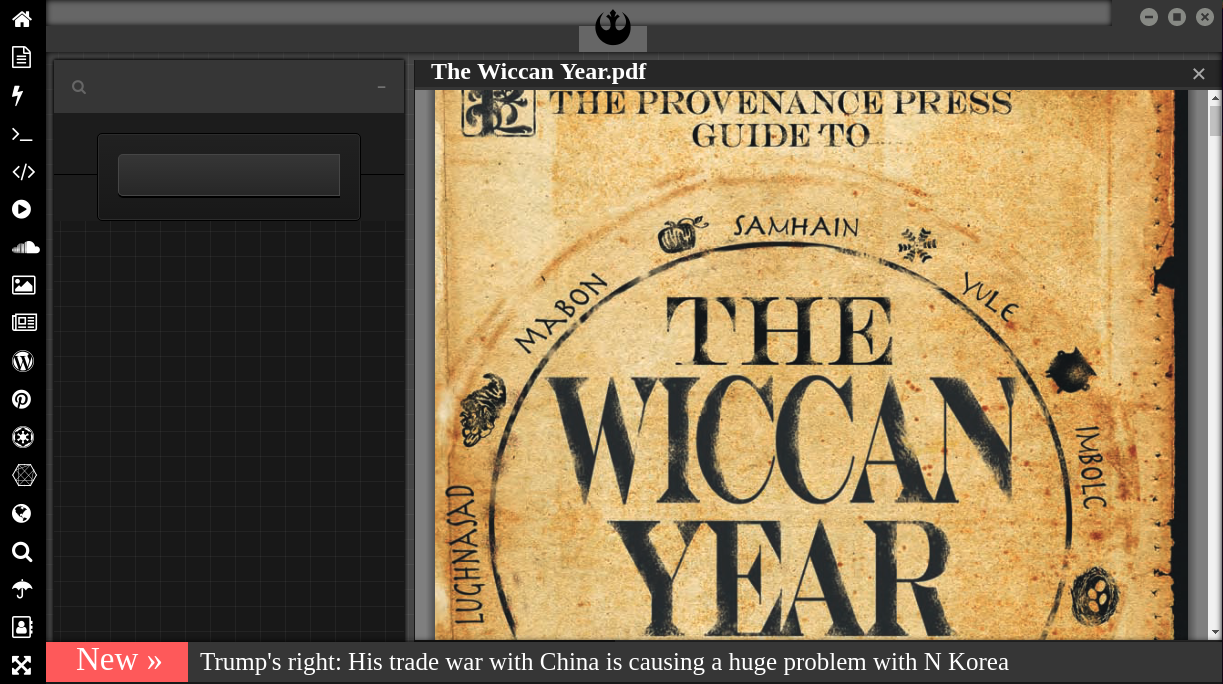 The Wiccan Year.pdf
THE PROVENANCE PRESS
GUIDE TO
SAMHAIN
MABON
YULE
THE
WICCAN
IMBOLC
LUGHNASAD
YEAR
New »
Trump's right: His trade war with China is causing a huge problem with N Korea